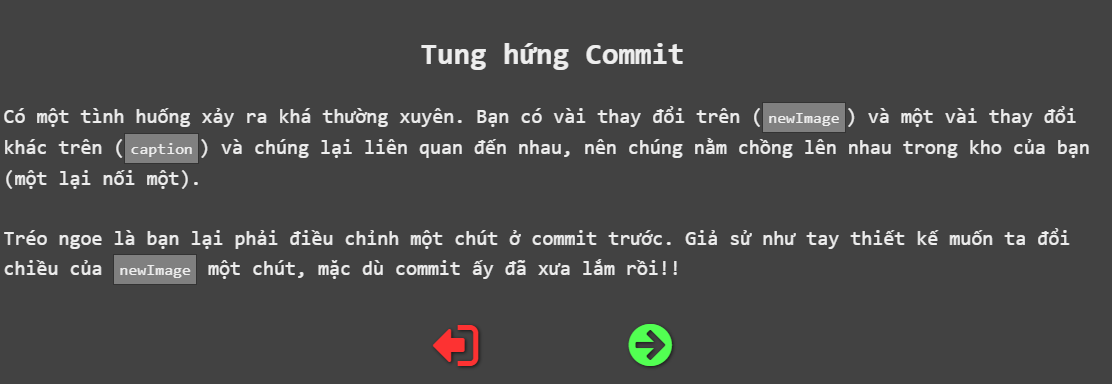 Tung hứng Commit
Có một tình huống xảy ra khá thường xuyên. Bạn có vài thay đổi trên (newImage) và một vài thay đổi
khác trên (caption) và chúng lại liên quan đến nhau, nên chúng nằm chồng lên nhau trong kho của bạn
(một lại nối một).
Tréo ngoe là bạn lại phải điều chỉnh một chút ở commit trước. Giả sử như tay thiết kế muốn ta đổi
chiều của newImage một chút, mặc dù commit ấy đã xưa lắm rồi!!